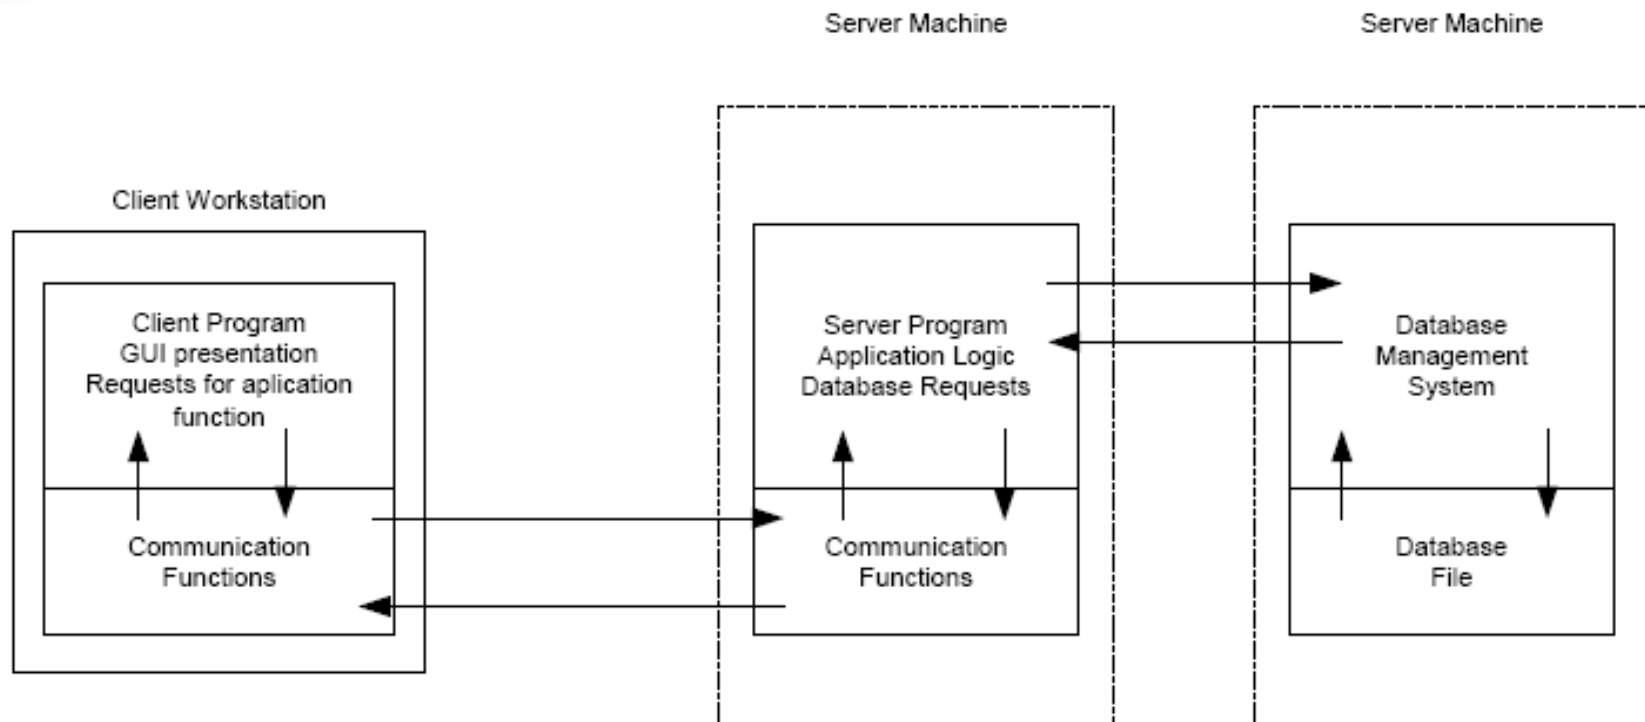 Server Machine
Server Machine
Client Workstation
Client Program
GUI presentation
Requests for aplication
function
Communication
Functions
Server Program
Application Logic
Database Requests
Communication
Functions
Database
Management
System
Database
File